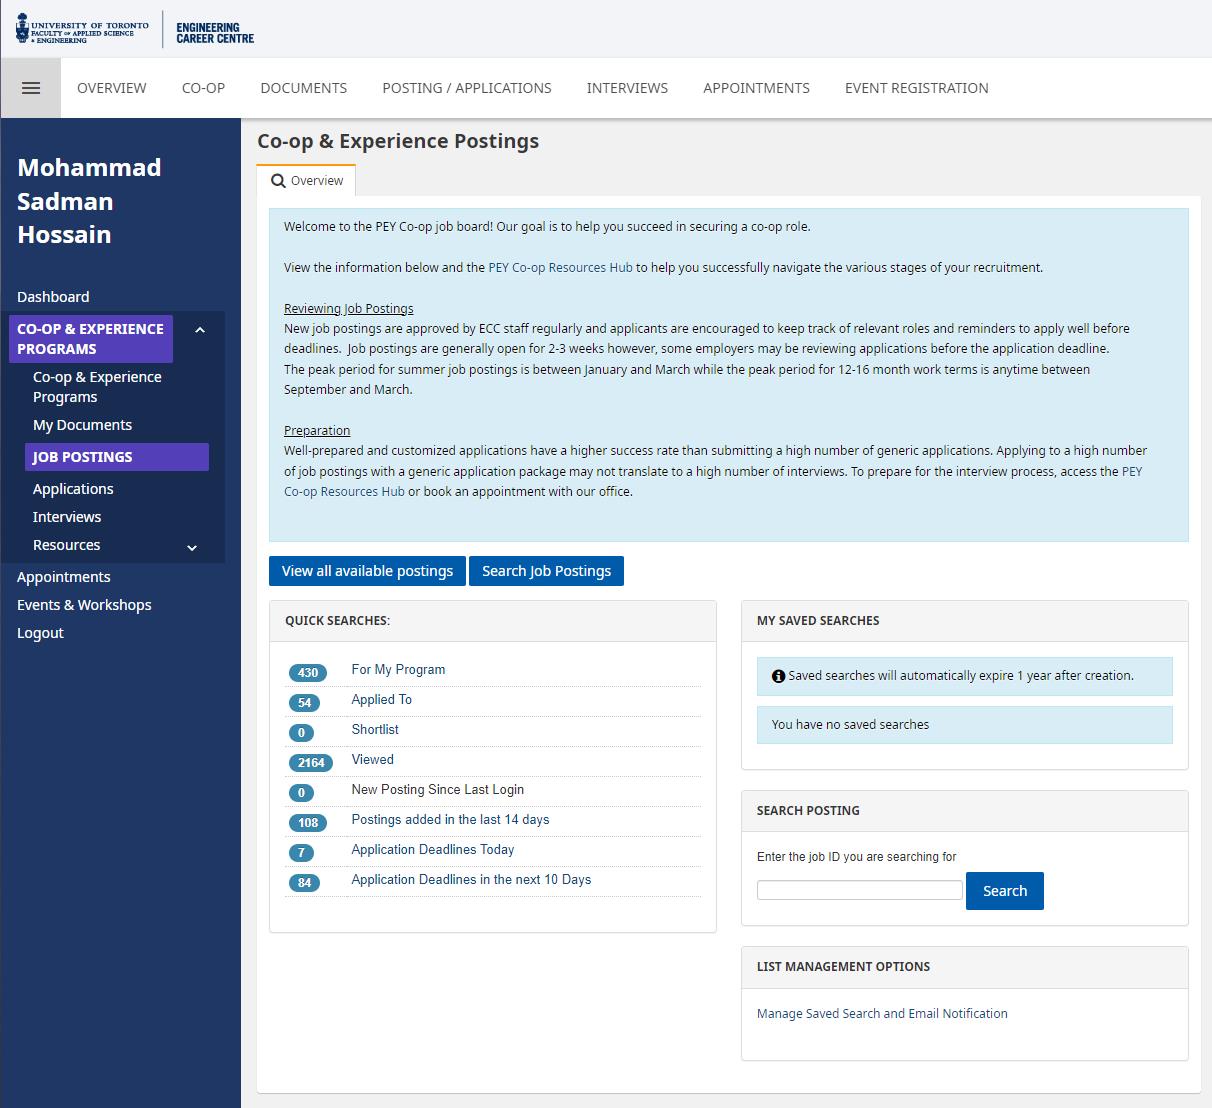 UNIVERSITY OF TORONTO
FACULTY OF APPLIED SCIENCE
& ENGINEERING
ENGINEERING
CAREER CENTRE
OVERVIEW
CO-OP
DOCUMENTS
POSTING / APPLICATIONS
INTERVIEWS
APPOINTMENTS
EVENT REGISTRATION
Mohammad
Sadman
Hossain
Dashboard
CO-OP & EXPERIENCE
PROGRAMS
Co-op & Experience
Programs
My Documents
JOB POSTINGS
Applications
Interviews
Resources
Appointments
Events & Workshops
Logout
Co-op & Experience Postings
Overview
Welcome to the PEY Co-op job board! Our goal is to help you succeed in securing a co-op role.
View the information below and the PEY Co-op Resources Hub to help you successfully navigate the various stages of your recruitment.
Reviewing Job Postings
New job postings are approved by ECC staff regularly and applicants are encouraged to keep track of relevant roles and reminders to apply well before
deadlines. Job postings are generally open for 2-3 weeks however, some employers may be reviewing applications before the application deadline.
The peak period for summer job postings is between January and March while the peak period for 12-16 month work terms is anytime between
September and March.
Preparation
Well-prepared and customized applications have a higher success rate than submitting a high number of generic applications. Applying to a high number
of job postings with a generic application package may not translate to a high number of interviews. To prepare for the interview process, access the PEY
Co-op Resources Hub or book an appointment with our office.
View all available postings
Search Job Postings
QUICK SEARCHES:
430 For My Program
54 Applied To
0 Shortlist
2164 Viewed
0 New Posting Since Last Login
108 Postings added in the last 14 days
7 Application Deadlines Today
84 Application Deadlines in the next 10 Days
MY SAVED SEARCHES
Saved searches will automatically expire 1 year after creation.
You have no saved searches
SEARCH POSTING
Enter the job ID you are searching for
Search
LIST MANAGEMENT OPTIONS
Manage Saved Search and Email Notification